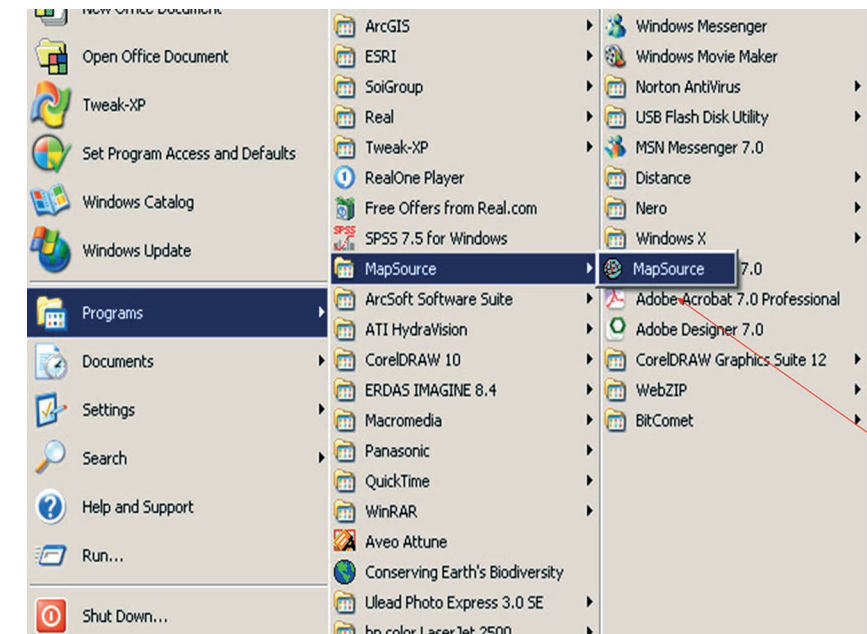 New Office Document
Open Office Document
Tweak-XP
Set Program Access and Defaults
Windows Catalog
Windows Update
Programs
Documents
Settings
Search
Help and Support
Run...
Shut Down...
ArcGIS
ESRI
SoiGroup
Real
Tweak-XP
RealOne Player
Free Offers from Real.com
SPSS 7.5 for Windows
MapSource
ArcSoft Software Suite
ATI HydraVision
CorelDRAW 10
ERDAS IMAGINE 8.4
Macromedia
Panasonic
QuickTime
WinRAR
Aveo Attune
Conserving Earth's Biodiversity
Ulead Photo Express 3.0 SE
hp color LaserJet 2500
Windows Messenger
Windows Movie Maker
Norton AntiVirus
USB Flash Disk Utility
MSN Messenger 7.0
Distance
Nero
Windows X
MapSource 7.0
Adobe Acrobat 7.0 Professional
Adobe Designer 7.0
CorelDRAW Graphics Suite 12
WebZIP
BitComet